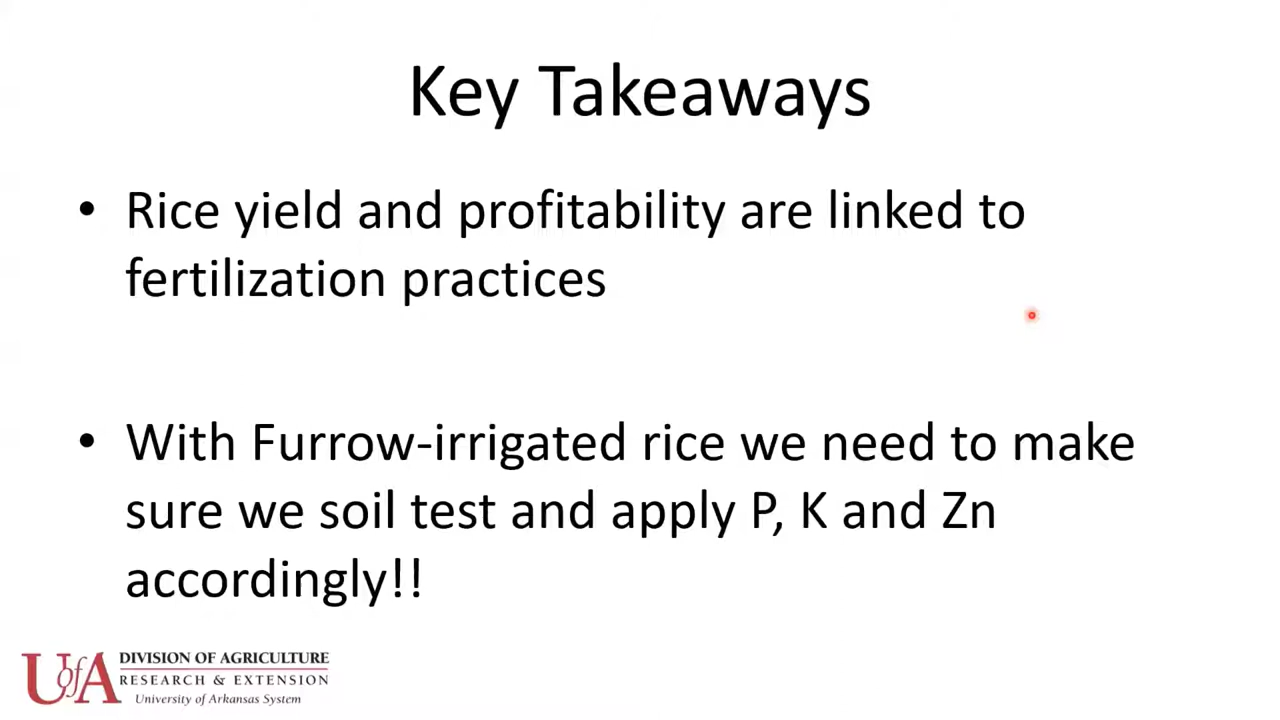 Key Takeaways
• Rice yield and profitability are linked to
fertilization practices
• With Furrow-irrigated rice we need to make
sure we soil test and apply P, K and Zn
accordingly!!
UofA DIVISION OF AGRICULTURE
RESEARCH & EXTENSION
University of Arkansas System